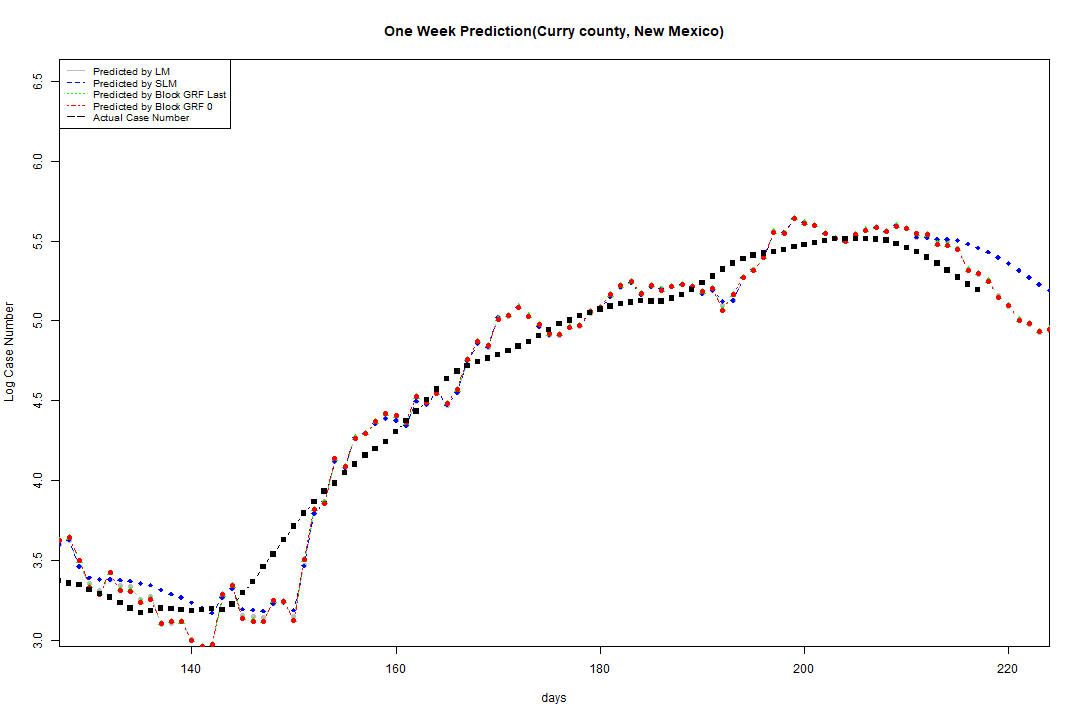 One Week Prediction(Curry county, New Mexico)
Predicted by LM
Predicted by SLM
Predicted by Block GRF Last
Predicted by Block GRF 0
Actual Case Number
6.5
6.0
5.5
5.0
4.5
4.0
3.5
3.0
Log Case Number
140 160 180 200 220
days